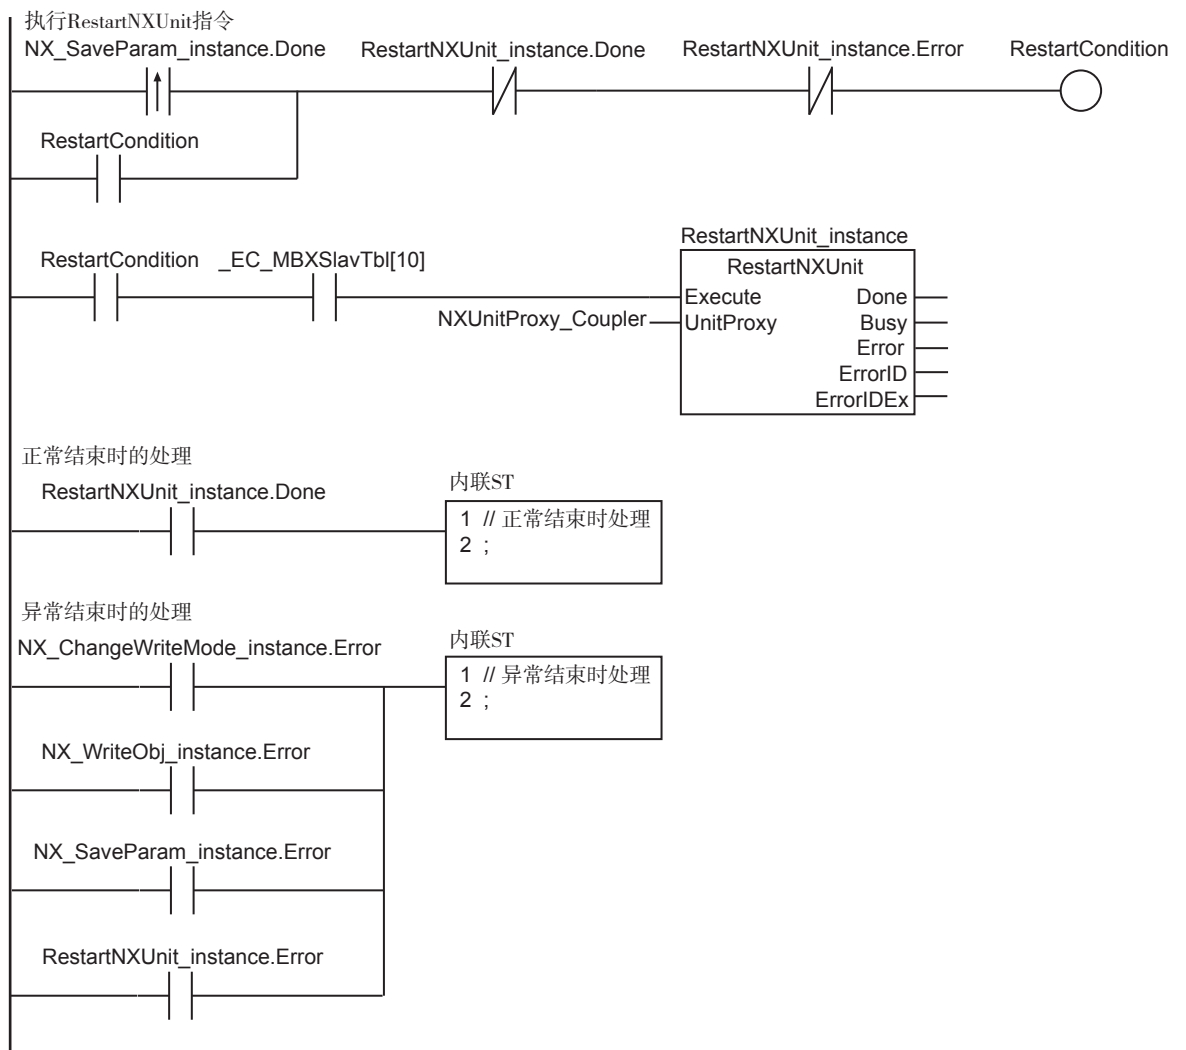 执行RestartNXUnit指令
NX_SaveParam_instance.Done RestartNXUnit_instance.Done RestartNXUnit_instance.Error RestartCondition
RestartCondition
RestartNXUnit_instance
RestartCondition _EC_MBXSlavTbl[10] RestartNXUnit
Execute Done
NXUnitProxy_Coupler UnitProxy Busy
Error
ErrorID
ErrorIDEx
正常结束时的处理
RestartNXUnit_instance.Done 内联ST
1 // 正常结束时处理
2 ;
异常结束时的处理
NX_ChangeWriteMode_instance.Error 内联ST
1 // 异常结束时处理
2 ;
NX_WriteObj_instance.Error
NX_SaveParam_instance.Error
RestartNXUnit_instance.Error